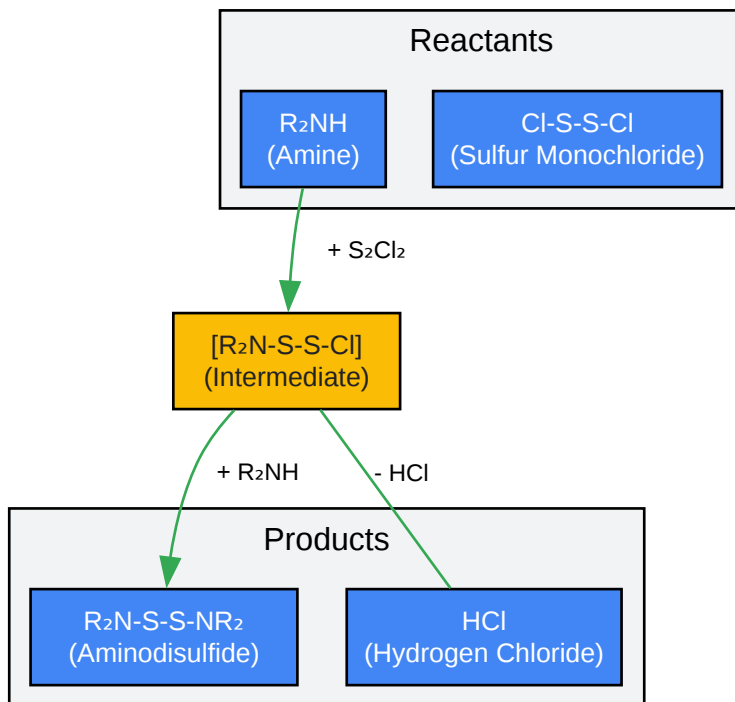 Reactants
R₂NH
(Amine)
Cl-S-S-Cl
(Sulfur Monochloride)
+ S₂Cl₂
[R₂N-S-S-Cl]
(Intermediate)
+ R₂NH
- HCl
Products
R₂N-S-S-NR₂
(Aminodisulfide)
HCl
(Hydrogen Chloride)